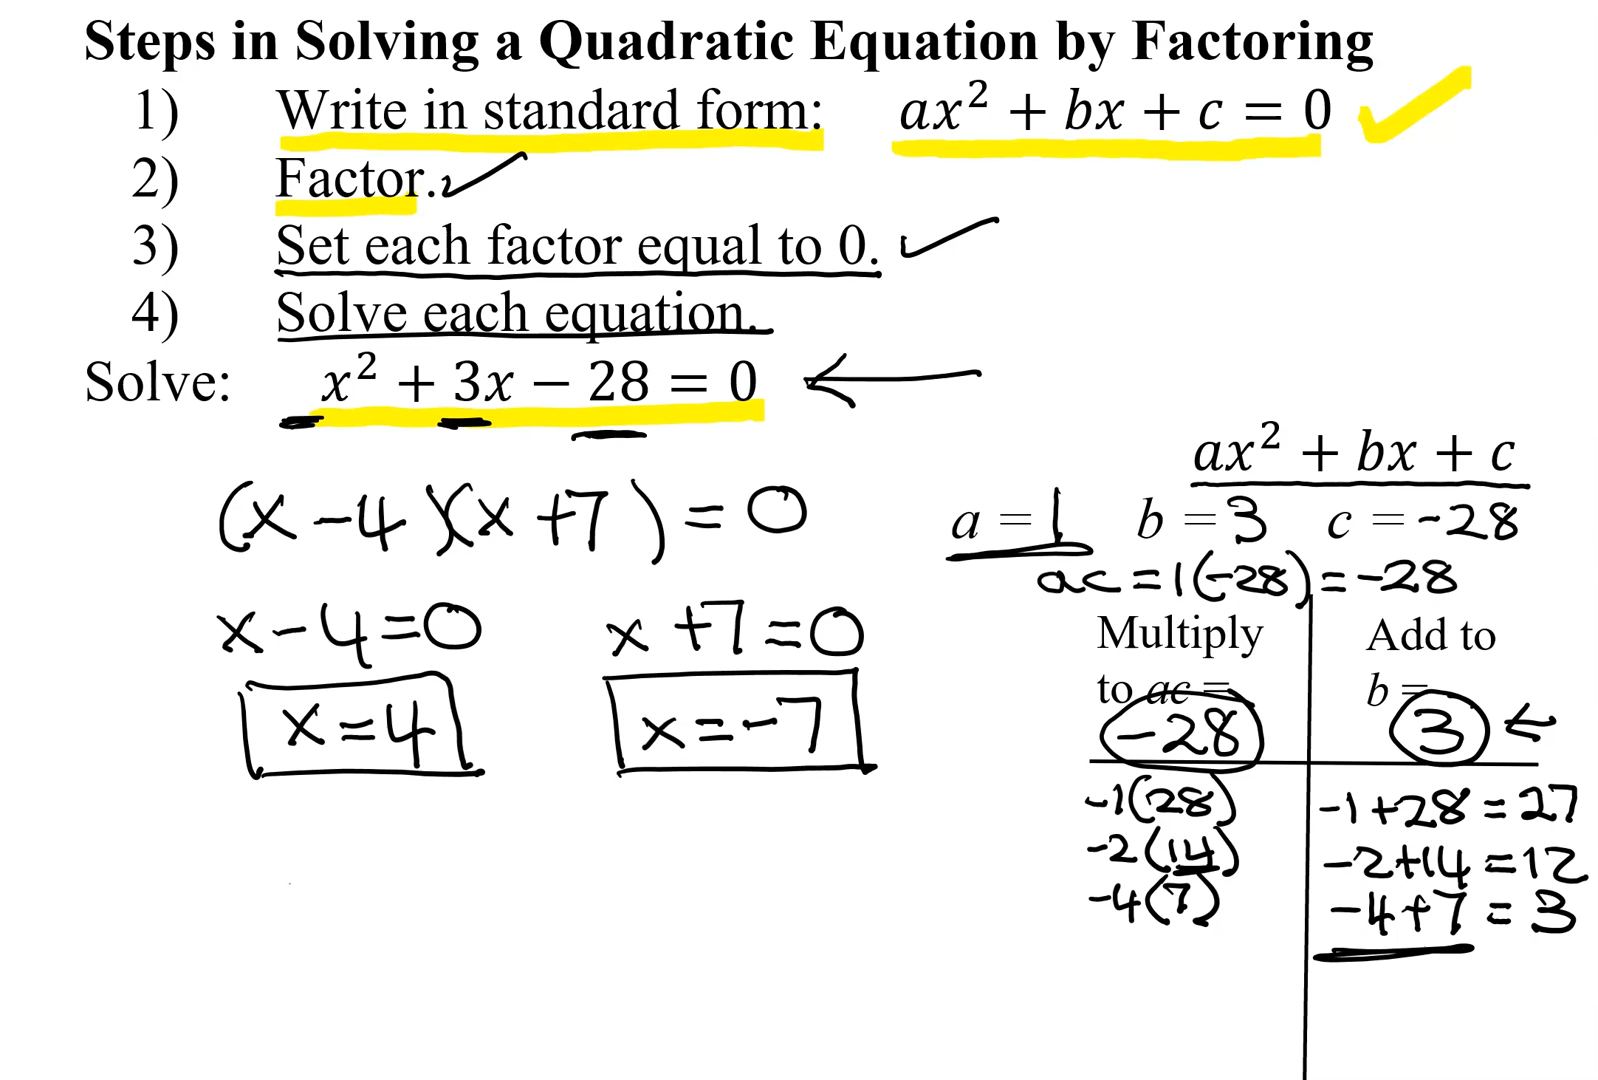 Steps in Solving a Quadratic Equation by Factoring
1) Write in standard form: ax² + bx + c = 0
2) Factor.
3) Set each factor equal to 0.
4) Solve each equation.
Solve: x² + 3x − 28 = 0
(x -4)(x +7) = 0
x-4=0 x+7=0
x=4 x=-7
ax² + bx + c
a = 1 b = 3 c = -28
ac = 1(-28) = -28
Multiply to ac = -28
Add to b = 3
-1(28) -1+28 = 27
-2(14) -2+14 = 12
-4(7) -4+7 = 3